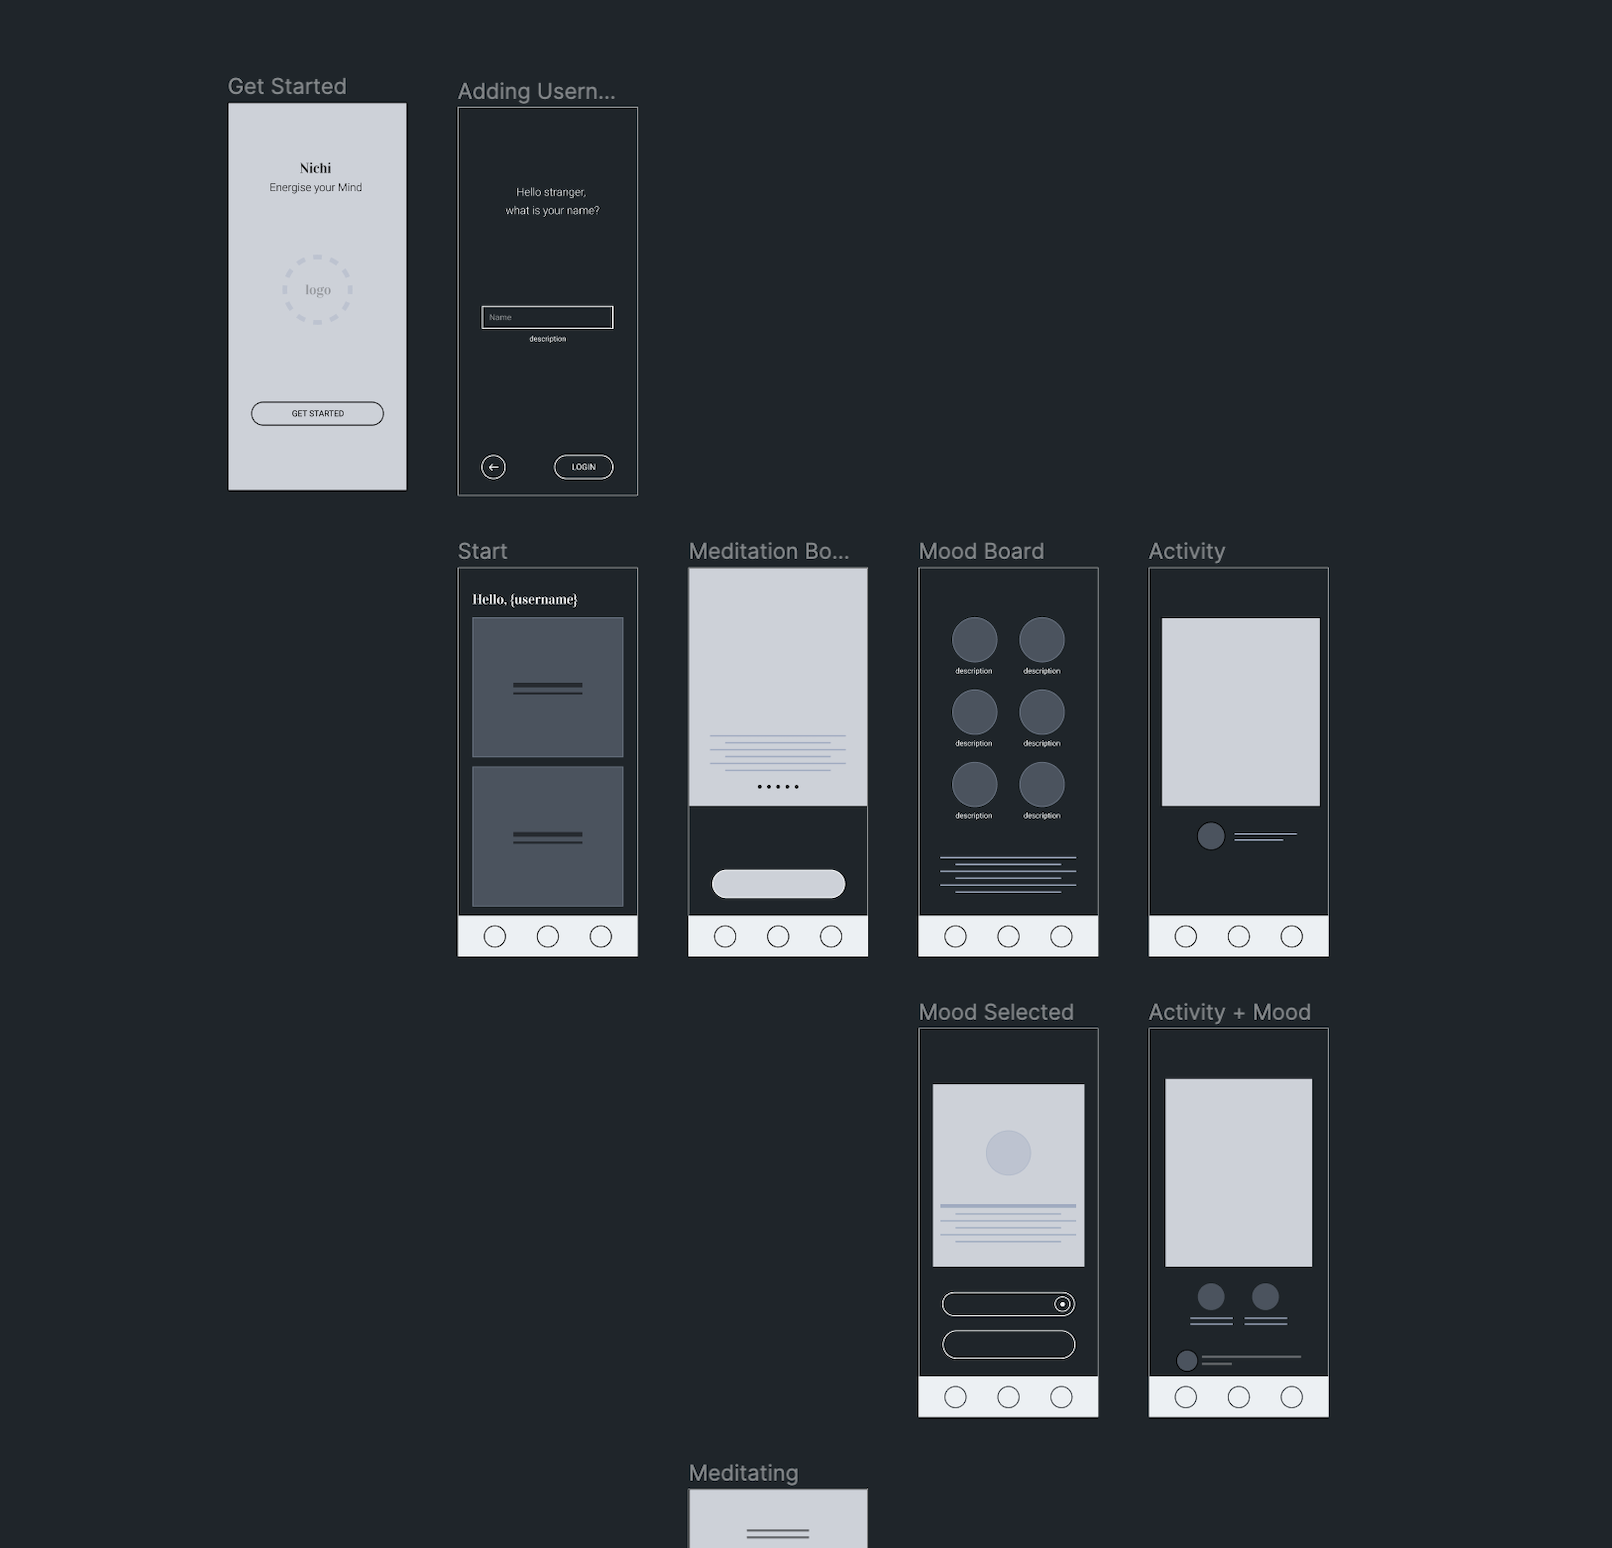 Get Started
Adding Usern...
Nichi
Energise your Mind
logo
GET STARTED
Hello stranger,
what is your name?
Name
description
LOGIN
Start
Meditation Bo...
Mood Board
Activity
Hello, {username}
description description
description description
description description
Mood Selected
Activity + Mood
Meditating